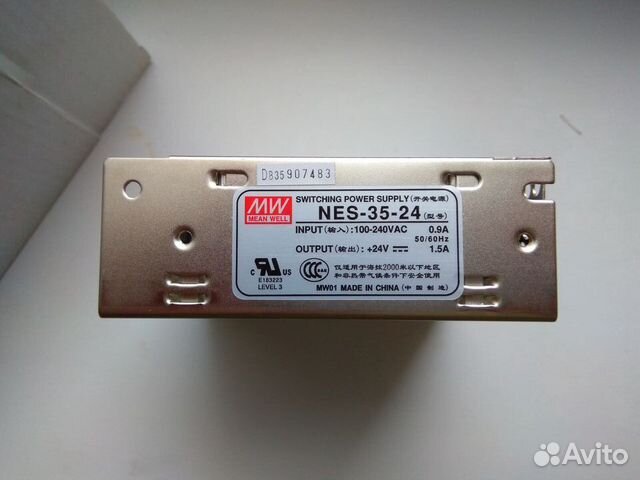 DB35907483
SWITCHING POWER SUPPLY (开关电源)
MW
MEAN WELL
NES-35-24 (型号)
INPUT (输入) :100-240VAC 0.9A
50/60Hz
OUTPUT (输出) : +24V ⎓ 1.5A
c RU US
E183223
LEVEL 3
CCC
仅适用于海拔2000米以下地区
和非热带气候条件下安全使用
MW01 MADE IN CHINA (中国制造)
Avito